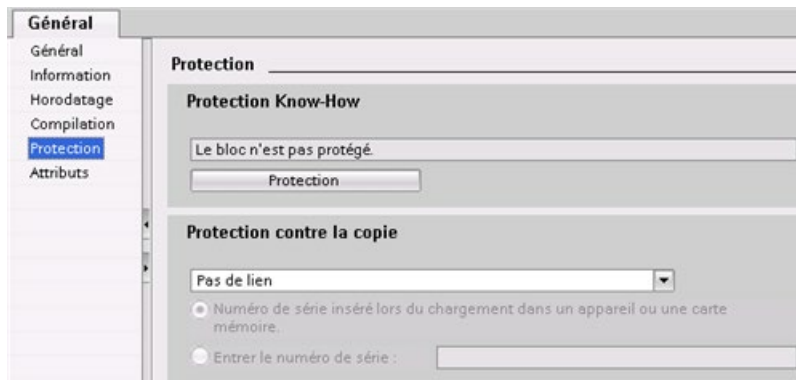 Général
Général
Information
Horodatage
Compilation
Protection
Attributs
Protection
Protection Know-How
Le bloc n'est pas protégé.
Protection
Protection contre la copie
Pas de lien
Numéro de série inséré lors du chargement dans un appareil ou une carte
mémoire.
Entrer le numéro de série :